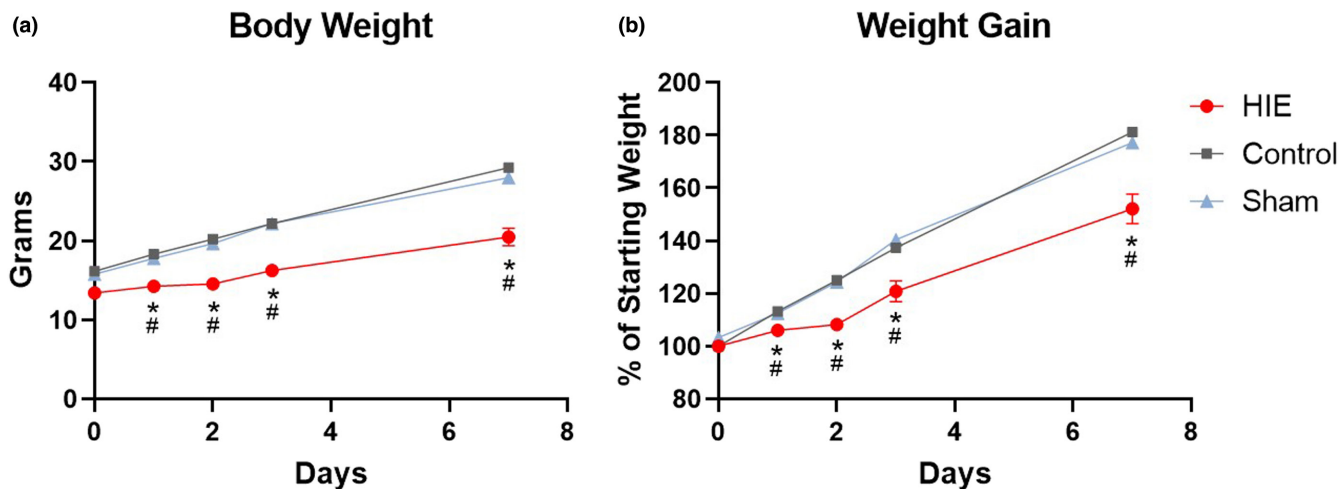 (a)
Body Weight
Grams
40
30
20
10
0
*
#
*
#
*
#
*
#
0 2 4 6 8
Days
(b)
Weight Gain
% of Starting Weight
200
180
160
140
120
100
80
*
#
*
#
*
#
*
#
0 2 4 6 8
Days
HIE
Control
Sham